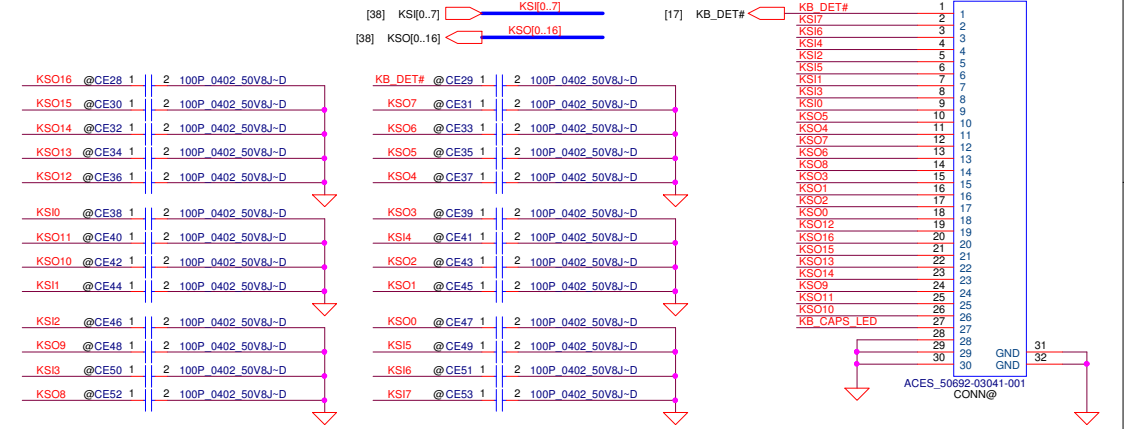 [38] KSI[0..7] KSI[0..7]
[38] KSO[0..16] KSO[0..16]
[17] KB_DET#
KSO16 @CE28 1 2 100P_0402_50V8J~D
KSO15 @CE30 1 2 100P_0402_50V8J~D
KSO14 @CE32 1 2 100P_0402_50V8J~D
KSO13 @CE34 1 2 100P_0402_50V8J~D
KSO12 @CE36 1 2 100P_0402_50V8J~D
KSI0 @CE38 1 2 100P_0402_50V8J~D
KSO11 @CE40 1 2 100P_0402_50V8J~D
KSO10 @CE42 1 2 100P_0402_50V8J~D
KSI1 @CE44 1 2 100P_0402_50V8J~D
KSI2 @CE46 1 2 100P_0402_50V8J~D
KSO9 @CE48 1 2 100P_0402_50V8J~D
KSI3 @CE50 1 2 100P_0402_50V8J~D
KSO8 @CE52 1 2 100P_0402_50V8J~D
KB_DET# @CE29 1 2 100P_0402_50V8J~D
KSO7 @CE31 1 2 100P_0402_50V8J~D
KSO6 @CE33 1 2 100P_0402_50V8J~D
KSO5 @CE35 1 2 100P_0402_50V8J~D
KSO4 @CE37 1 2 100P_0402_50V8J~D
KSO3 @CE39 1 2 100P_0402_50V8J~D
KSI4 @CE41 1 2 100P_0402_50V8J~D
KSO2 @CE43 1 2 100P_0402_50V8J~D
KSO1 @CE45 1 2 100P_0402_50V8J~D
KSO0 @CE47 1 2 100P_0402_50V8J~D
KSI5 @CE49 1 2 100P_0402_50V8J~D
KSI6 @CE51 1 2 100P_0402_50V8J~D
KSI7 @CE53 1 2 100P_0402_50V8J~D
KB_DET# 1 1
KSI7 2 2
KSI6 3 3
KSI4 4 4
KSI2 5 5
KSI5 6 6
KSI1 7 7
KSI3 8 8
KSI0 9 9
KSO5 10 10
KSO4 11 11
KSO7 12 12
KSO6 13 13
KSO8 14 14
KSO3 15 15
KSO1 16 16
KSO2 17 17
KSO0 18 18
KSO12 19 19
KSO16 20 20
KSO15 21 21
KSO13 22 22
KSO14 23 23
KSO9 24 24
KSO11 25 25
KSO10 26 26
KB_CAPS_LED 27 27
28 28
29 29 GND 31
30 30 GND 32
ACES_50692-03041-001
CONN@